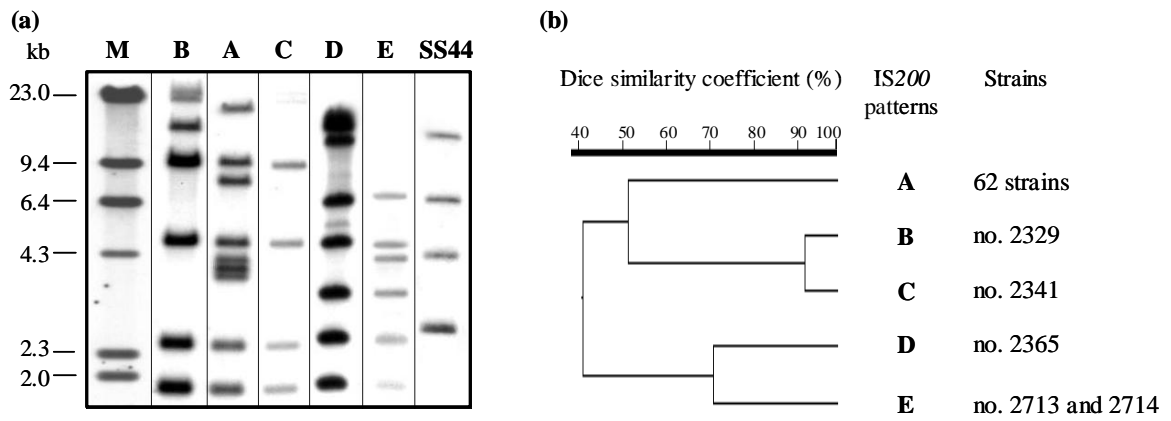 (a)
kb M B A C D E SS44
23.0
9.4
6.4
4.3
2.3
2.0
(b)
Dice similarity coefficient (%) IS200 Strains
patterns
40 50 60 70 80 90 100
A 62 strains
B no. 2329
C no. 2341
D no. 2365
E no. 2713 and 2714